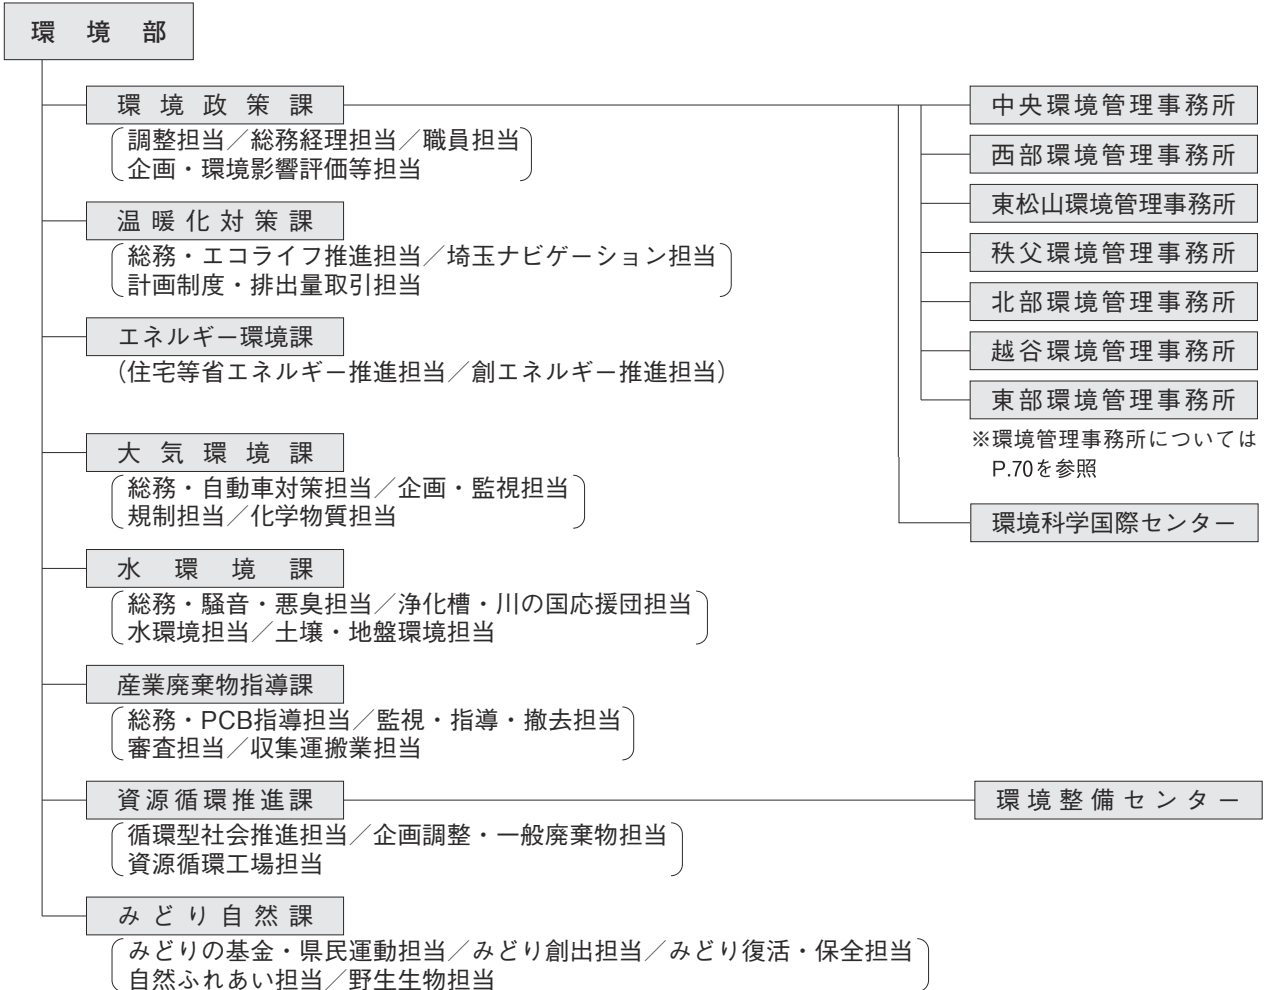 環境部
環境政策課
調整担当／総務経理担当／職員担当
企画・環境影響評価等担当
温暖化対策課
総務・エコライフ推進担当／埼玉ナビゲーション担当
計画制度・排出量取引担当
エネルギー環境課
（住宅等省エネルギー推進担当／創エネルギー推進担当）
大気環境課
総務・自動車対策担当／企画・監視担当
規制担当／化学物質担当
水環境課
総務・騒音・悪臭担当／浄化槽・川の国応援団担当
水環境担当／土壌・地盤環境担当
産業廃棄物指導課
総務・PCB指導担当／監視・指導・撤去担当
審査担当／収集運搬業担当
資源循環推進課
循環型社会推進担当／企画調整・一般廃棄物担当
資源循環工場担当
みどり自然課
みどりの基金・県民運動担当／みどり創出担当／みどり復活・保全担当
自然ふれあい担当／野生生物担当
中央環境管理事務所
西部環境管理事務所
東松山環境管理事務所
秩父環境管理事務所
北部環境管理事務所
越谷環境管理事務所
東部環境管理事務所
※環境管理事務所については
P.70を参照
環境科学国際センター
環境整備センター